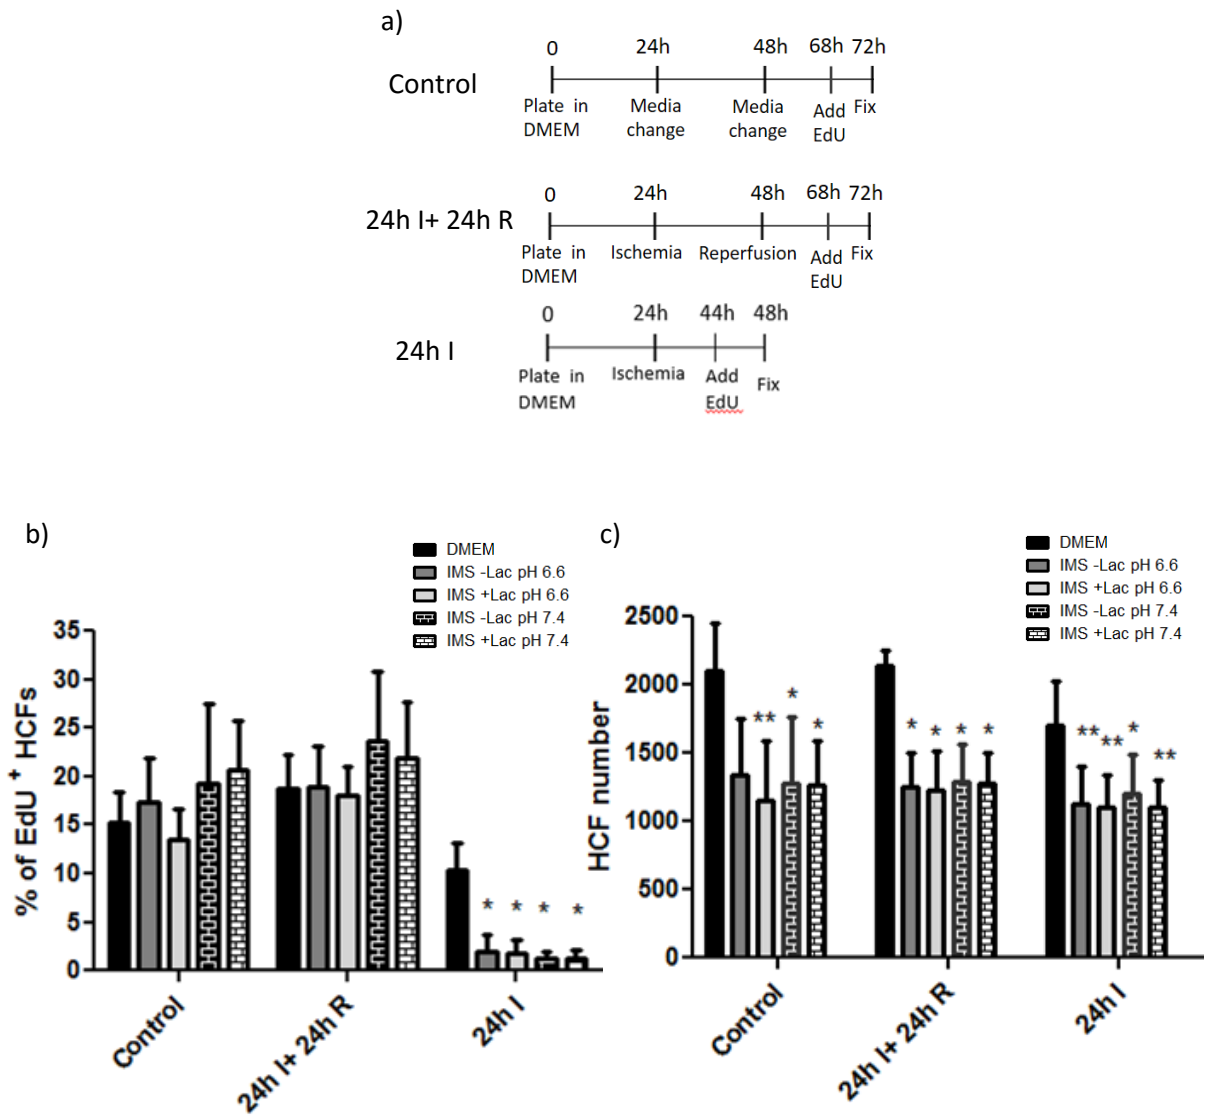 a)
0 24h 48h 68h 72h
Control
Plate in Media Media Add Fix
DMEM change change EdU
0 24h 48h 68h 72h
24h I+ 24h R
Plate in Ischemia Reperfusion Add Fix
DMEM EdU
0 24h 44h 48h
24h I
Plate in Ischemia Add Fix
DMEM EdU
b)
DMEM
IMS -Lac pH 6.6
IMS +Lac pH 6.6
IMS -Lac pH 7.4
IMS +Lac pH 7.4
% of EdU + HCFs
35
30
25
20
15
10
5
0
* * * *
Control
24h I+ 24h R
24h I
c)
DMEM
IMS -Lac pH 6.6
IMS +Lac pH 6.6
IMS -Lac pH 7.4
IMS +Lac pH 7.4
HCF number
2500
2000
1500
1000
500
0
** * *
* * * *
** ** * **
Control
24h I+ 24h R
24h I